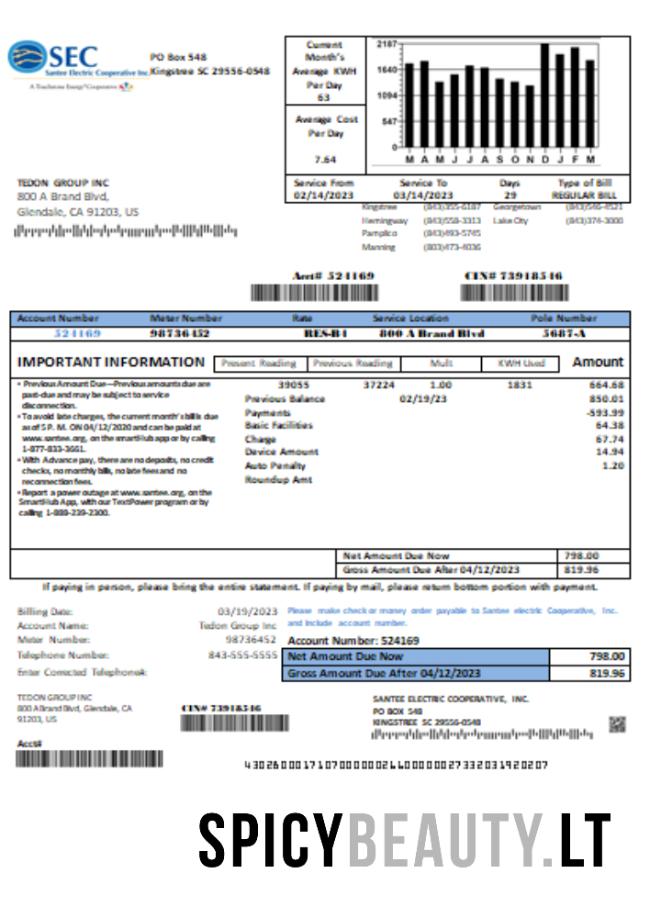 SEC
Santee Electric Cooperative Inc.
A Touchstone Energy® Cooperative
PO Box 548
Kingstree SC 29556-0548
Current
Month's
Average KWH
Per Day
63
Average Cost
Per Day
7.64
2187
1640
1094
547
0
M A M J J A S O N D J F M
Service From Service To Days Type of Bill
02/14/2023 03/14/2023 29 REGULAR BILL
TEDON GROUP INC
800 A Brand Blvd,
Glendale, CA 91203, US
Kingstree (843)355-6187 Georgetown (843)546-4521
Hemingway (843)558-3313 Lake City (843)374-3000
Pamplico (843)493-5745
Manning (803)473-4036
Acct# 524169 CIN# 73918546
Account Number Meter Number Rate Service Location Pole Number
524169 98736452 RES-B4 800 A Brand Blvd 5687-A
IMPORTANT INFORMATION Present Reading Previous Reading Mult KWH Used Amount
• Previous Amount Due—Previous amounts due are
past-due and may be subject to service
disconnection.
• To avoid late charges, the current month's bill is due
as of 5 P. M. ON 04/12/2020 and can be paid at
www.santee.org, on the smartHub app or by calling
1-877-833-3661.
• With Advance pay, there are no deposits, no credit
checks, no monthly bills, no late fees and no
reconnection fees.
• Report a power outage at www.santee.org, on the
SmartHub App, with our TextPower program or by
calling 1-888-239-2300.
39055 37224 1.00 1831 664.68
Previous Balance 02/19/23 850.01
Payments -593.99
Basic Facilities 64.38
Charge 67.74
Device Amount 14.94
Auto Penalty 1.20
Roundup Amt
Net Amount Due Now 798.00
Gross Amount Due After 04/12/2023 819.96
If paying in person, please bring the entire statement. If paying by mail, please return bottom portion with payment.
Billing Date: 03/19/2023
Account Name: Tedon Group Inc
Meter Number: 98736452
Telephone Number: 843-555-5555
Enter Corrected Telephone#:
Please make check or money order payable to Santee electric Cooperative, Inc.
and include account number.
Account Number: 524169
Net Amount Due Now 798.00
Gross Amount Due After 04/12/2023 819.96
TEDON GROUP INC
800 A Brand Blvd, Glendale, CA
91203, US
Acct#
CIN# 73918546
SANTEE ELECTRIC COOPERATIVE, INC.
PO BOX 548
KINGSTREE SC 29556-0548
SPICYBEAUTY.LT